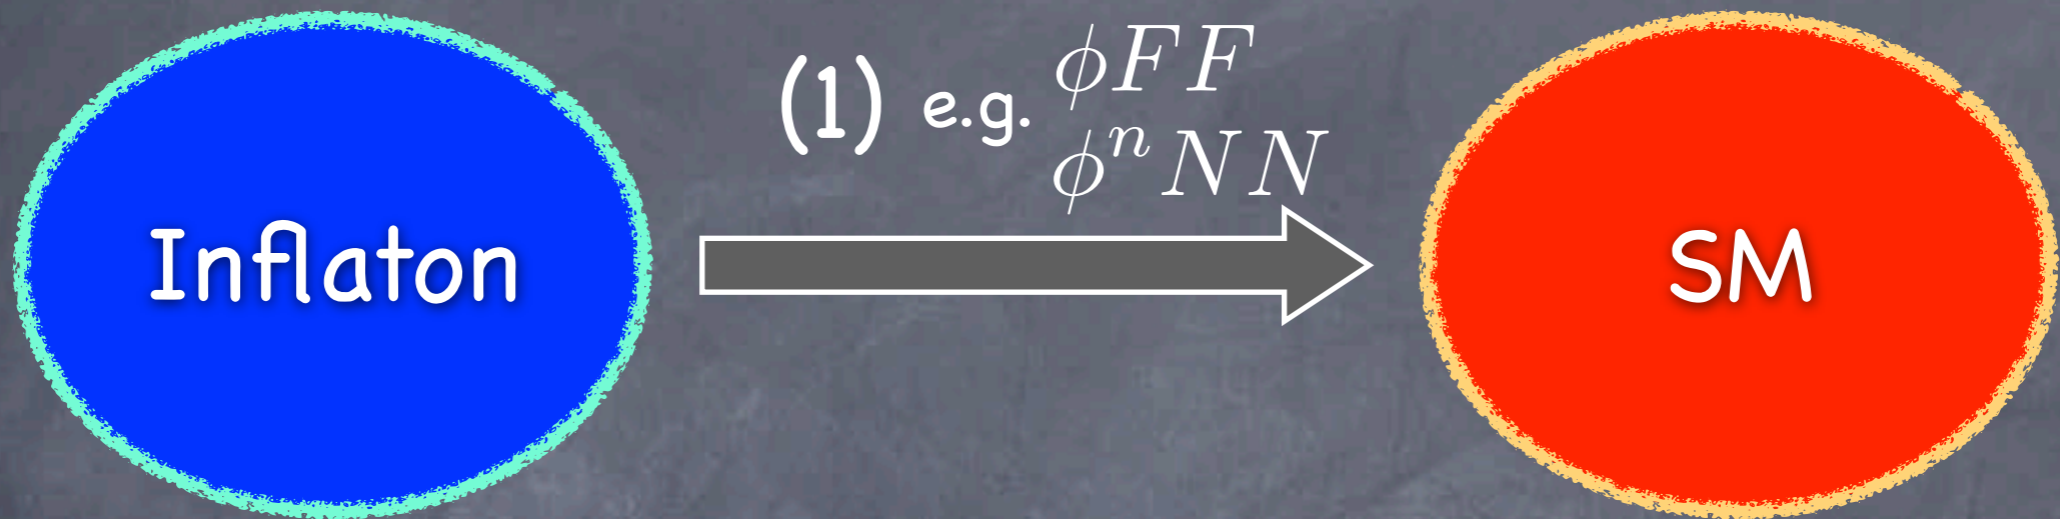 (1) e.g. ϕFF
ϕⁿNN
Inflaton
SM